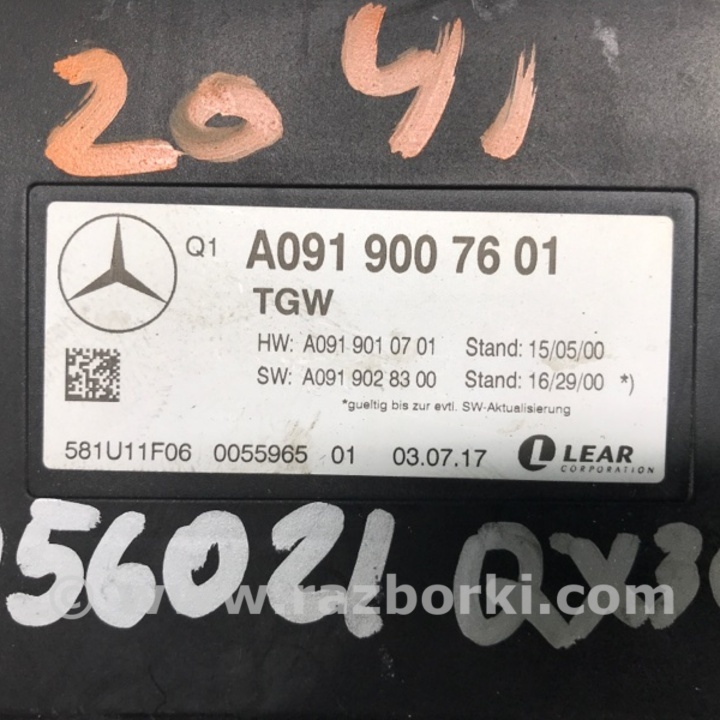 2041
Q1 A091 900 76 01
TGW
HW: A091 901 07 01 Stand: 15/05/00
SW: A091 902 83 00 Stand: 16/29/00 *)
*gueltig bis zur evtl. SW-Aktualisierung
581U11F06 0055965 01 03.07.17 LEAR
CORPORATION
56021 QX3
© www.razborki.com